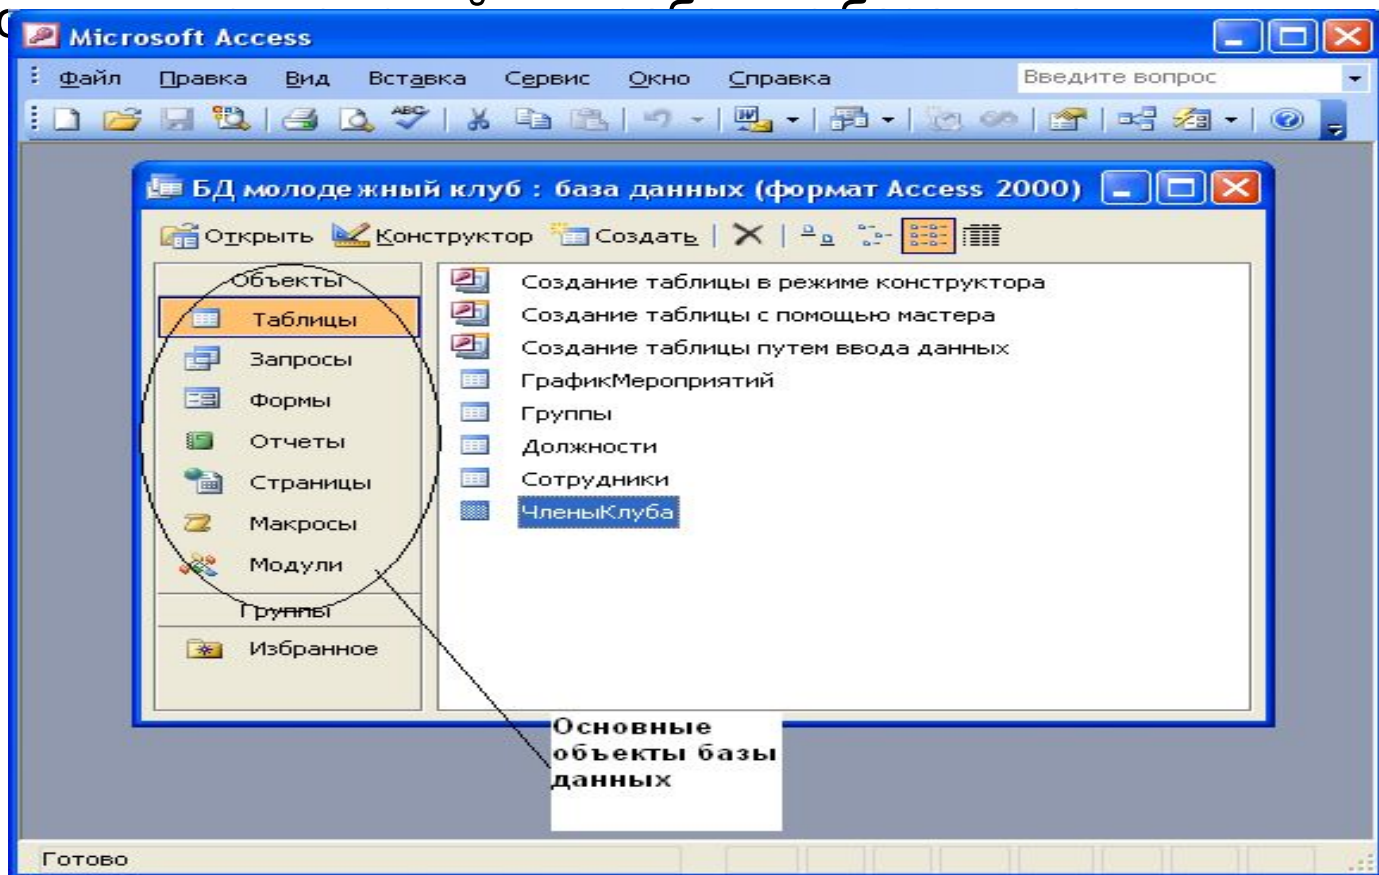 Microsoft Access
Файл Правка Вид Вставка Сервис Окно Справка Введите вопрос
БД молодежный клуб : база данных (формат Access 2000)
Открыть Конструктор Создать
Объекты
Таблицы
Запросы
Формы
Отчеты
Страницы
Макросы
Модули
Группы
Избранное
Создание таблицы в режиме конструктора
Создание таблицы с помощью мастера
Создание таблицы путем ввода данных
ГрафикМероприятий
Группы
Должности
Сотрудники
ЧленыКлуба
Основные
объекты базы
данных
Готово